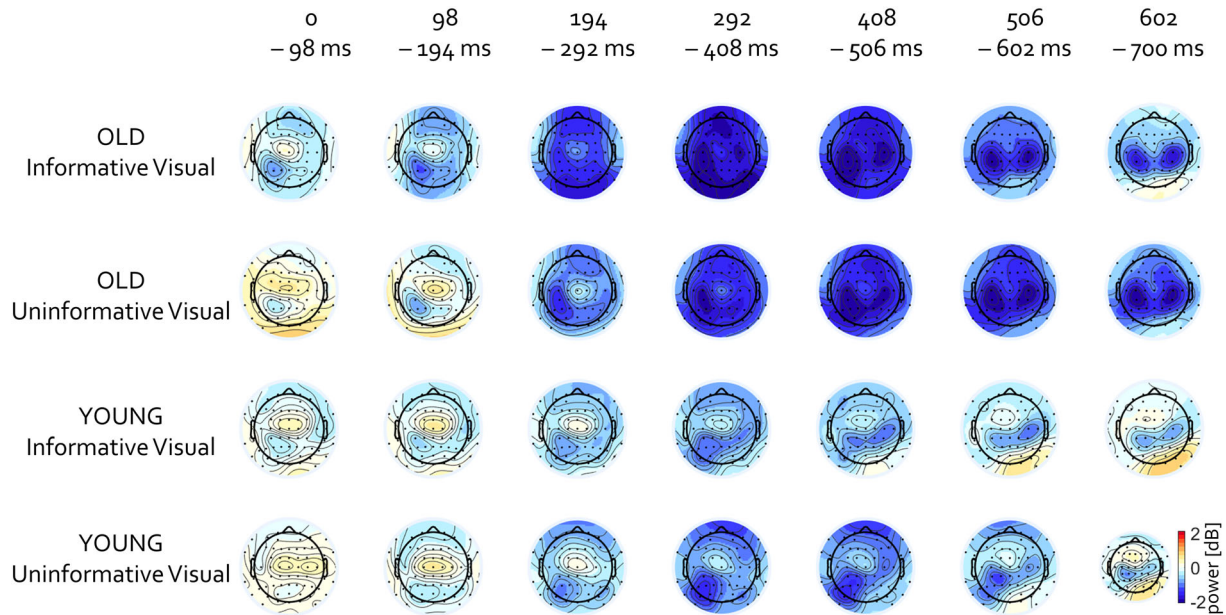 0 98 194 292 408 506 602
– 98 ms – 194 ms – 292 ms – 408 ms – 506 ms – 602 ms – 700 ms
OLD
Informative Visual
OLD
Uninformative Visual
YOUNG
Informative Visual
YOUNG
Uninformative Visual
2
0
-2
power [dB]